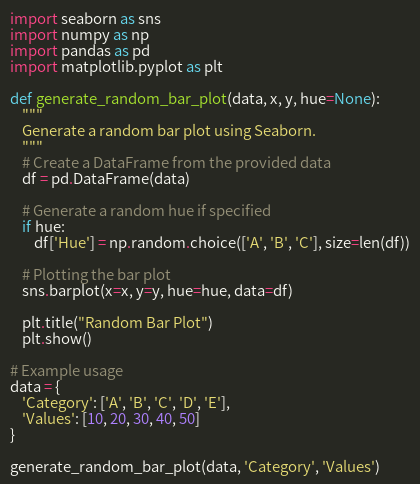 import seaborn as sns
import numpy as np
import pandas as pd
import matplotlib.pyplot as plt

def generate_random_bar_plot(data, x, y, hue=None):
    """
    Generate a random bar plot using Seaborn.
    """
    # Create a DataFrame from the provided data
    df = pd.DataFrame(data)

    # Generate a random hue if specified
    if hue:
        df['Hue'] = np.random.choice(['A', 'B', 'C'], size=len(df))

    # Plotting the bar plot
    sns.barplot(x=x, y=y, hue=hue, data=df)

    plt.title("Random Bar Plot")
    plt.show()

# Example usage
data = {
    'Category': ['A', 'B', 'C', 'D', 'E'],
    'Values': [10, 20, 30, 40, 50]
}

generate_random_bar_plot(data, 'Category', 'Values')